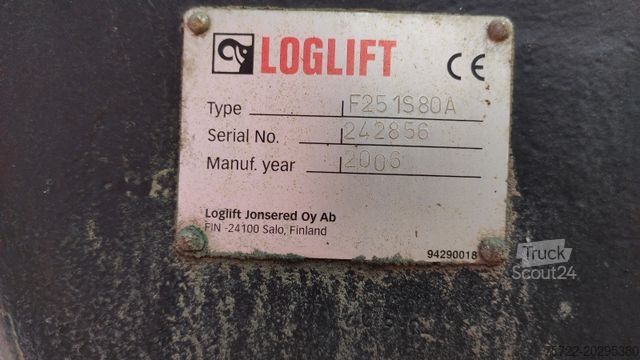 LOGLIFT CE
Type F251S80A
Serial No. 242856
Manuf. year 2006
Loglift Jonsered Oy Ab
FIN -24100 Salo, Finland
94290018
Truck
Scout24